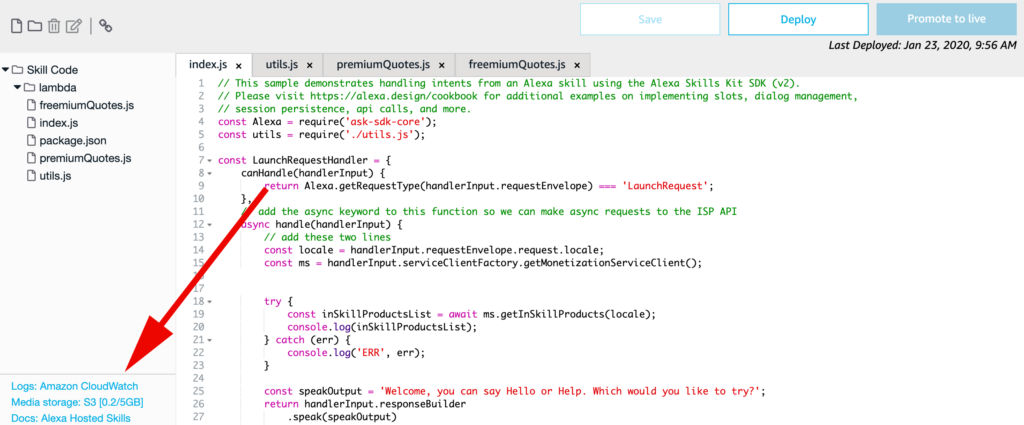 Save
Deploy
Promote to live
Last Deployed: Jan 23, 2020, 9:56 AM
Skill Code
lambda
freemiumQuotes.js
index.js
package.json
premiumQuotes.js
utils.js
Logs: Amazon CloudWatch
Media storage: S3 [0.2/5GB]
Docs: Alexa Hosted Skills
index.js x utils.js x premiumQuotes.js x freemiumQuotes.js x
1 // This sample demonstrates handling intents from an Alexa skill using the Alexa Skills Kit SDK (v2).
2 // Please visit https://alexa.design/cookbook for additional examples on implementing slots, dialog management,
3 // session persistence, api calls, and more.
4 const Alexa = require('ask-sdk-core');
5 const utils = require('./utils.js');
6
7 const LaunchRequestHandler = {
8 canHandle(handlerInput) {
9 return Alexa.getRequestType(handlerInput.requestEnvelope) === 'LaunchRequest';
10 },
11 // add the async keyword to this function so we can make async requests to the ISP API
12 async handle(handlerInput) {
13 // add these two lines
14 const locale = handlerInput.requestEnvelope.request.locale;
15 const ms = handlerInput.serviceClientFactory.getMonetizationServiceClient();
16
17
18 try {
19 const inSkillProductsList = await ms.getInSkillProducts(locale);
20 console.log(inSkillProductsList);
21 } catch (err) {
22 console.log('ERR', err);
23 }
24
25 const speakOutput = 'Welcome, you can say Hello or Help. Which would you like to try?';
26 return handlerInput.responseBuilder
27 .speak(speakOutput)